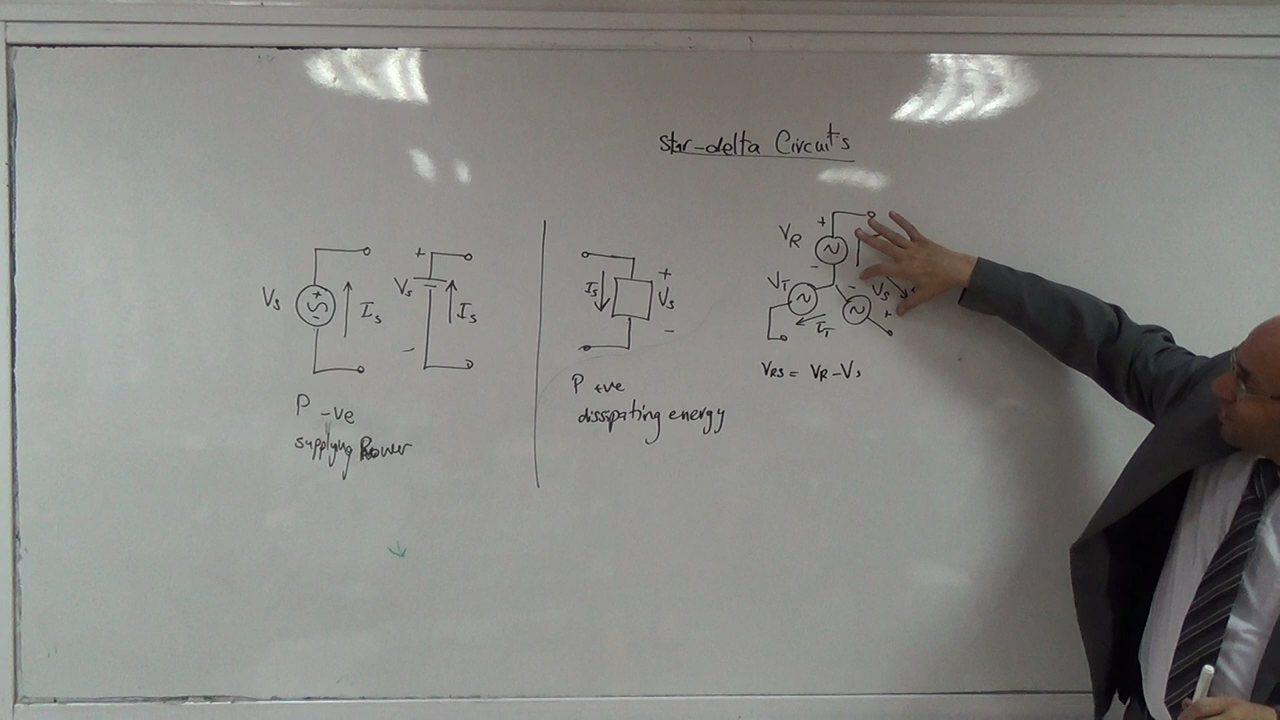 Star-delta Circuits
+
VR
-
VT
VS
+
IT
VRS = VR - Vs
Vs
+
-
Is
+
Vs
-
Is
P -ve
supplying Power
Is
+
Vs
-
P +ve
dissipating energy